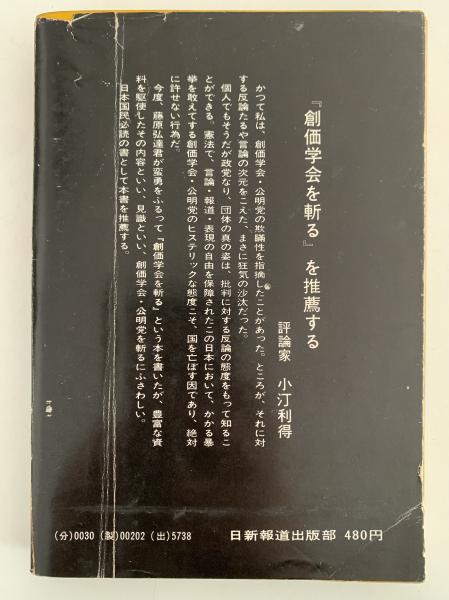 『創価学会を斬る』を推薦する
評論家 小汀利得
かつて私は、創価学会・公明党の欺瞞性を指摘したことがあった。ところが、それに対
する反論たるや言論の次元をこえた、まさに狂気の沙汰だった。
個人でもそうだが政党なり、団体の真の姿は、批判に対する反論の態度をもって知るこ
とができる。憲法で、言論・報道・表現の自由を保障されたこの日本において、かかる暴
挙を敢えてする創価学会・公明党のヒステリックな態度こそ、国を亡ぼす因であり、絶対
に許せない行為だ。
今度、藤原弘達君が蛮勇をふるって『創価学会を斬る』という本を書いたが、豊富な資
料を駆使したその内容といい、見識といい、創価学会・公明党を斬るにふさわしい。
日本国民必読の書として本書を推薦する。
(分)0030 (製)00202 (出)5738
日新報道出版部 480円